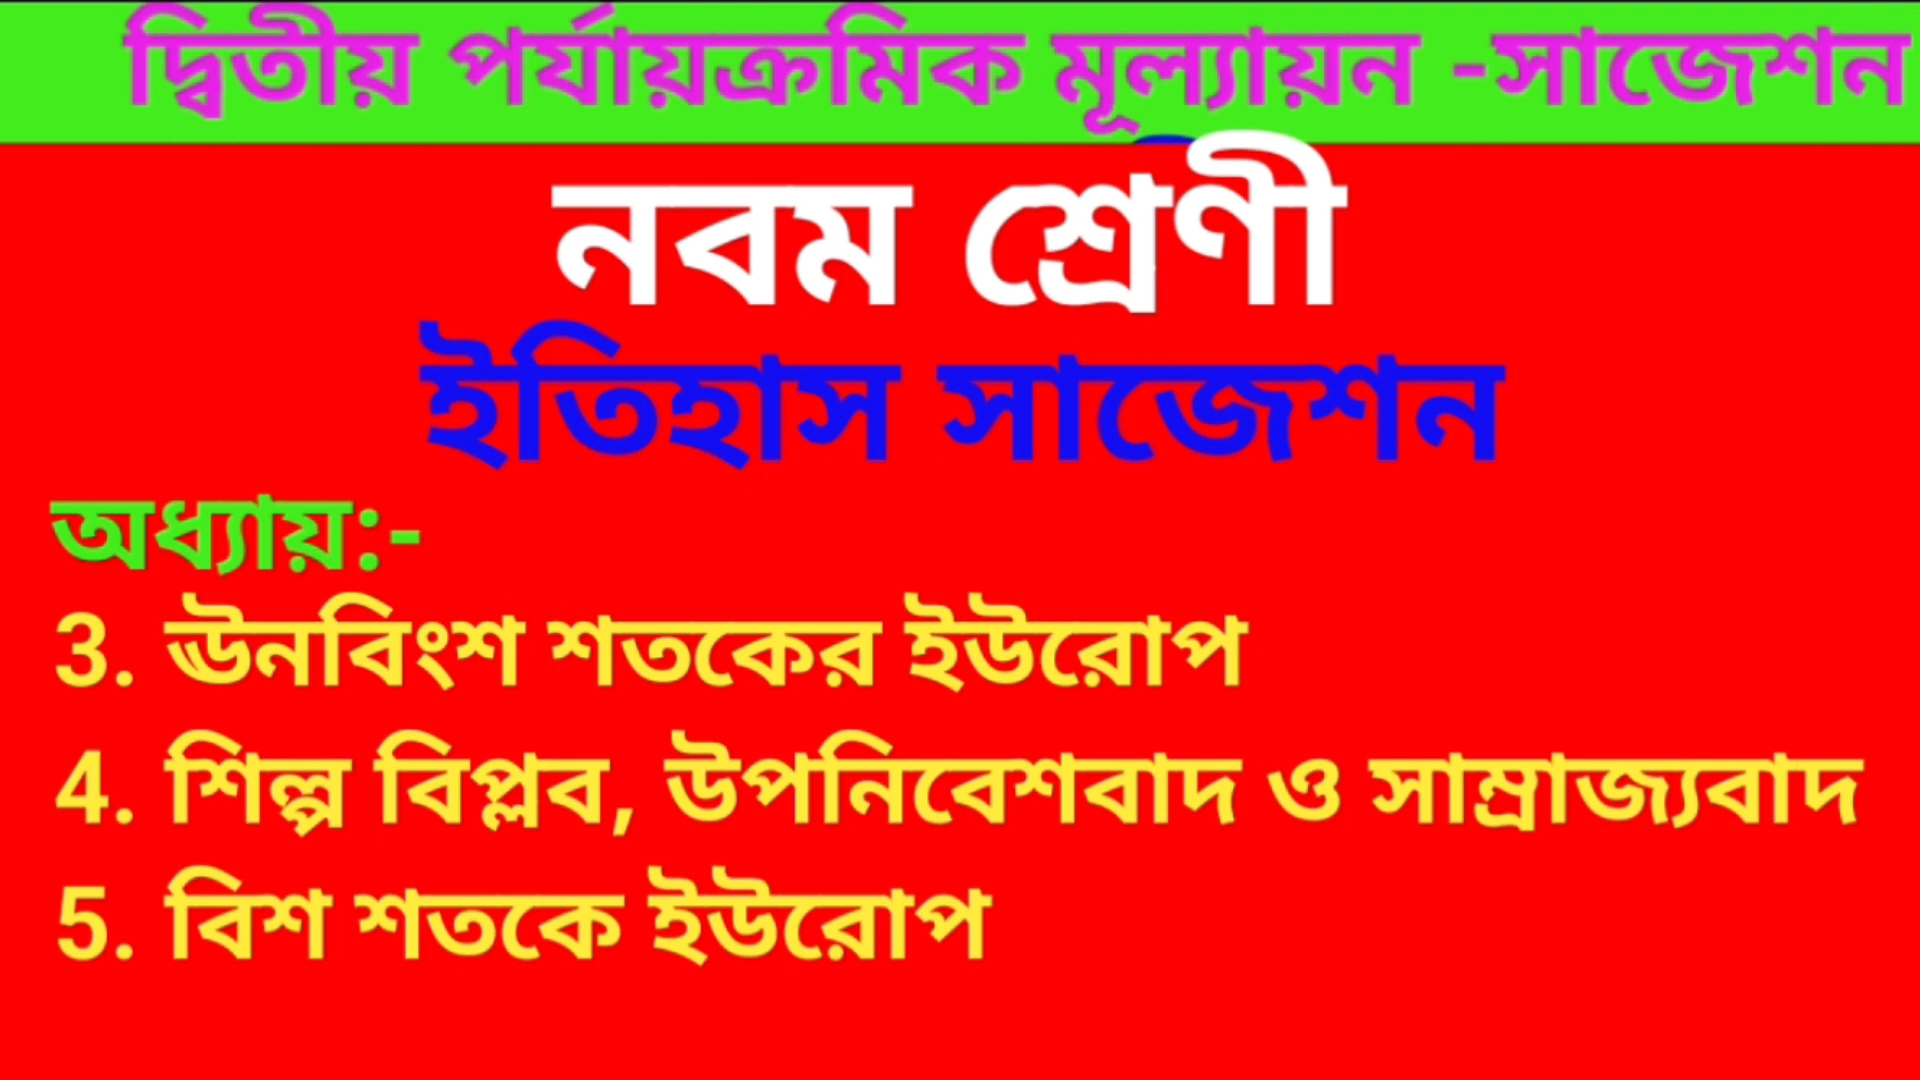 দ্বিতীয় পর্যায়ক্রমিক মূল্যায়ন -সাজেশন
নবম শ্রেণী
ইতিহাস সাজেশন
অধ্যায়:-
3. ঊনবিংশ শতকের ইউরোপ
4. শিল্প বিপ্লব, উপনিবেশবাদ ও সাম্রাজ্যবাদ
5. বিশ শতকে ইউরোপ